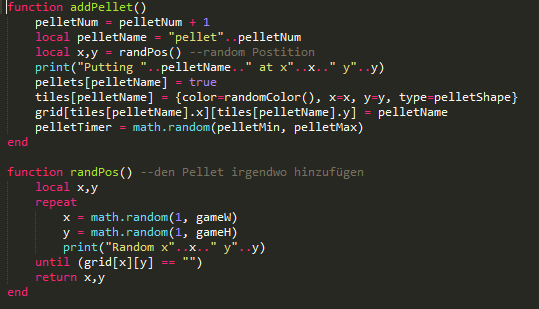 function addPellet()
    pelletNum = pelletNum + 1
    local pelletName = "pellet"..pelletNum
    local x,y = randPos() --random Postition
    print("Putting "..pelletName.." at x"..x.." y"..y)
    pellets[pelletName] = true
    tiles[pelletName] = {color=randomColor(), x=x, y=y, type=pelletShape}
    grid[tiles[pelletName].x][tiles[pelletName].y] = pelletName
    pelletTimer = math.random(pelletMin, pelletMax)
end

function randPos() --den Pellet irgendwo hinzufügen
    local x,y
    repeat
        x = math.random(1, gameW)
        y = math.random(1, gameH)
        print("Random x"..x.." y"..y)
    until (grid[x][y] == "")
    return x,y
end